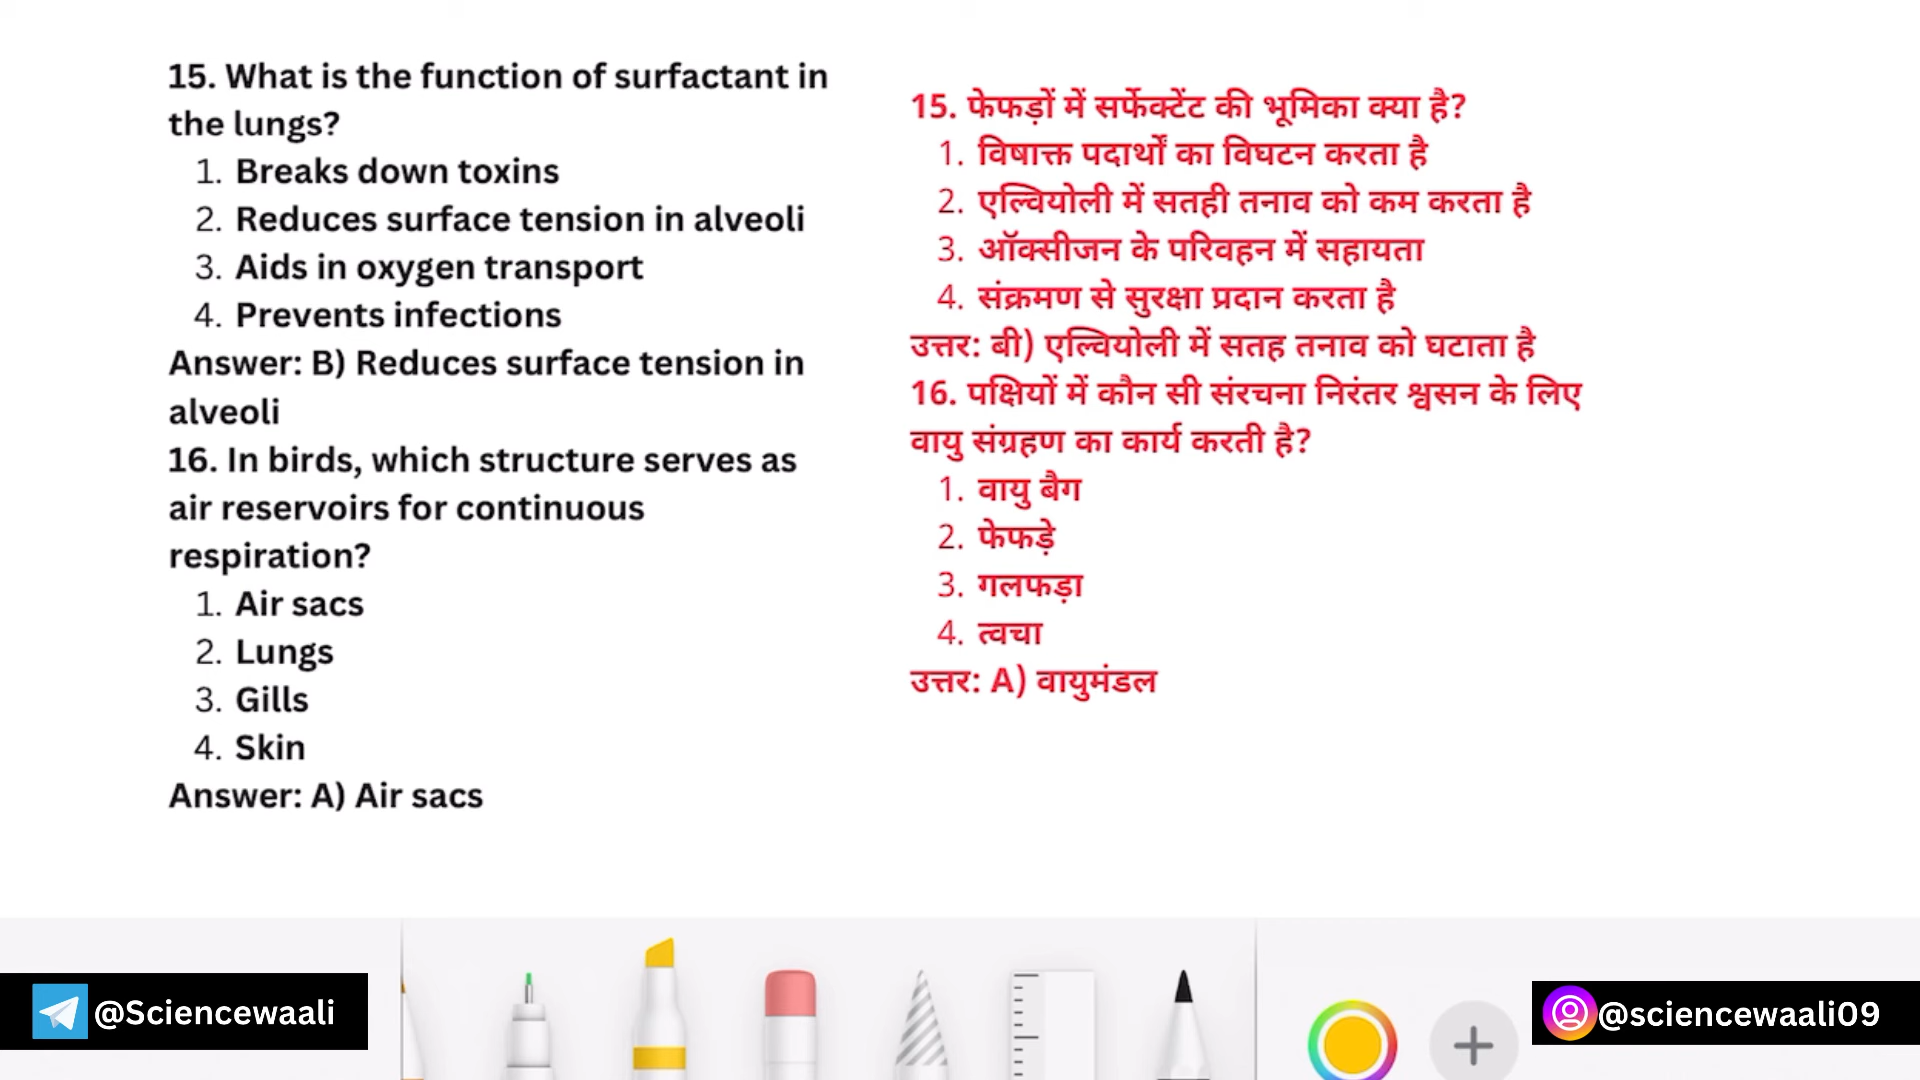 15. What is the function of surfactant in
the lungs?
1. Breaks down toxins
2. Reduces surface tension in alveoli
3. Aids in oxygen transport
4. Prevents infections
Answer: B) Reduces surface tension in
alveoli
16. In birds, which structure serves as
air reservoirs for continuous
respiration?
1. Air sacs
2. Lungs
3. Gills
4. Skin
Answer: A) Air sacs
15. फेफड़ों में सर्फेक्टेंट की भूमिका क्या है?
1. विषाक्त पदार्थों का विघटन करता है
2. एल्वियोली में सतही तनाव को कम करता है
3. ऑक्सीजन के परिवहन में सहायता
4. संक्रमण से सुरक्षा प्रदान करता है
उत्तर: बी) एल्वियोली में सतह तनाव को घटाता है
16. पक्षियों में कौन सी संरचना निरंतर श्वसन के लिए
वायु संग्रहण का कार्य करती है?
1. वायु बैग
2. फेफड़े
3. गलफड़ा
4. त्वचा
उत्तर: A) वायुमंडल
@Sciencewaali
@sciencewaali09